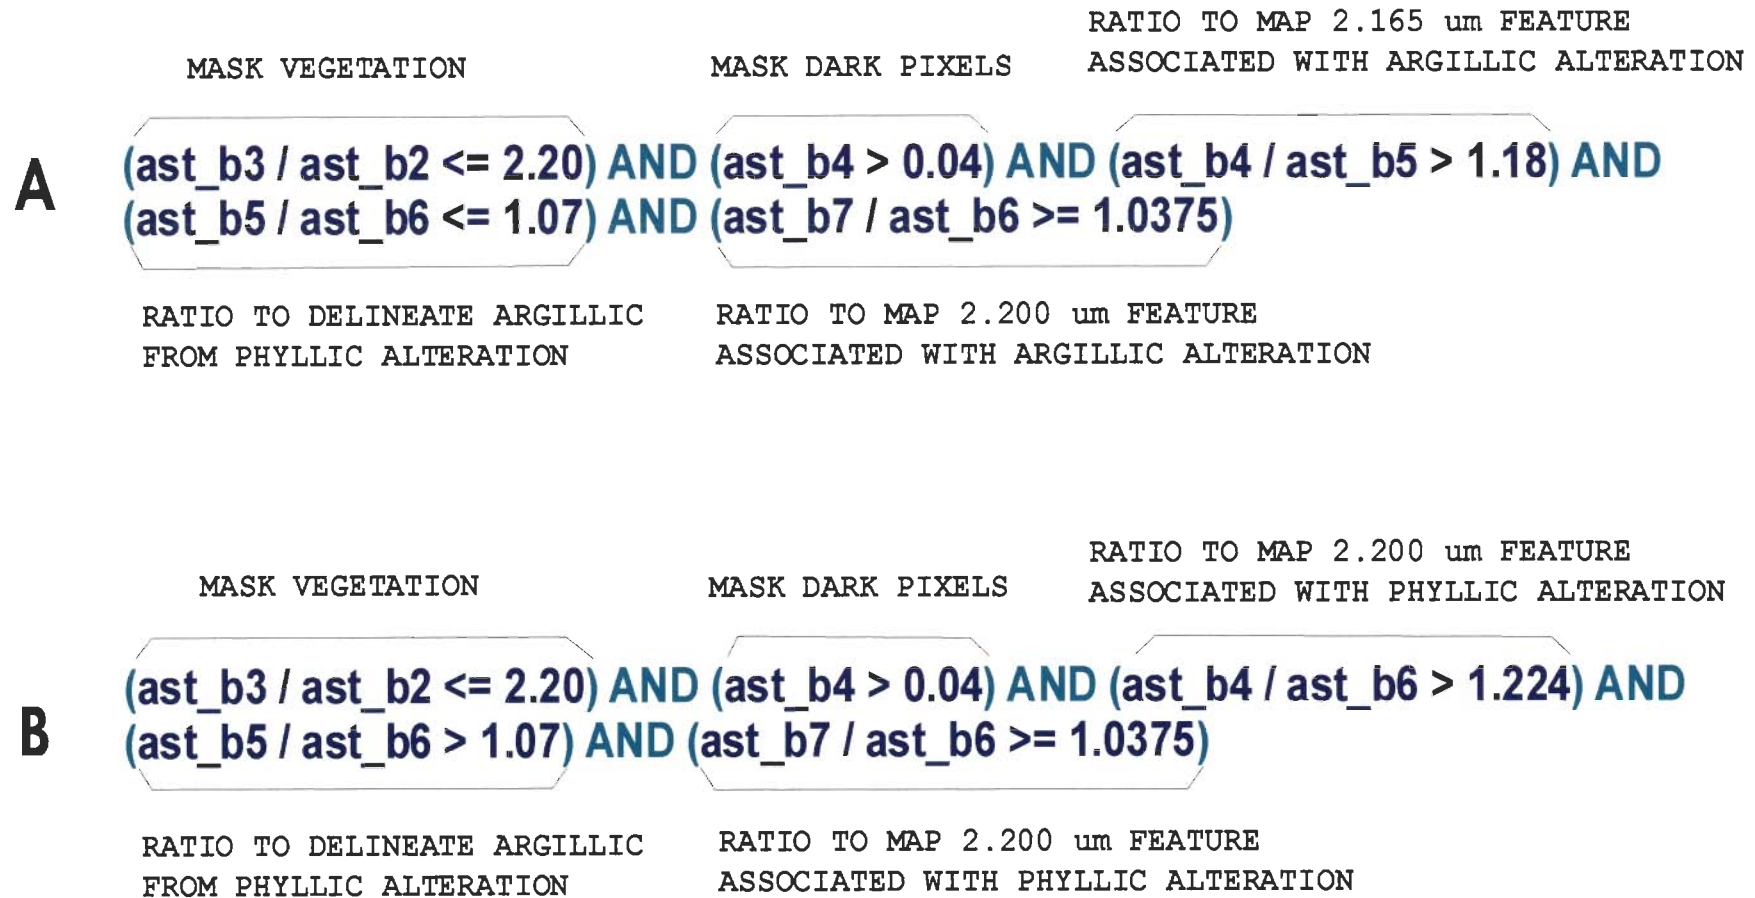 RATIO TO MAP 2.165 um FEATURE
MASK VEGETATION MASK DARK PIXELS ASSOCIATED WITH ARGILLIC ALTERATION
A
(ast_b3 / ast_b2 <= 2.20) AND (ast_b4 > 0.04) AND (ast_b4 / ast_b5 > 1.18) AND
(ast_b5 / ast_b6 <= 1.07) AND (ast_b7 / ast_b6 >= 1.0375)
RATIO TO DELINEATE ARGILLIC RATIO TO MAP 2.200 um FEATURE
FROM PHYLLIC ALTERATION ASSOCIATED WITH ARGILLIC ALTERATION
RATIO TO MAP 2.200 um FEATURE
MASK VEGETATION MASK DARK PIXELS ASSOCIATED WITH PHYLLIC ALTERATION
B
(ast_b3 / ast_b2 <= 2.20) AND (ast_b4 > 0.04) AND (ast_b4 / ast_b6 > 1.224) AND
(ast_b5 / ast_b6 > 1.07) AND (ast_b7 / ast_b6 >= 1.0375)
RATIO TO DELINEATE ARGILLIC RATIO TO MAP 2.200 um FEATURE
FROM PHYLLIC ALTERATION ASSOCIATED WITH PHYLLIC ALTERATION